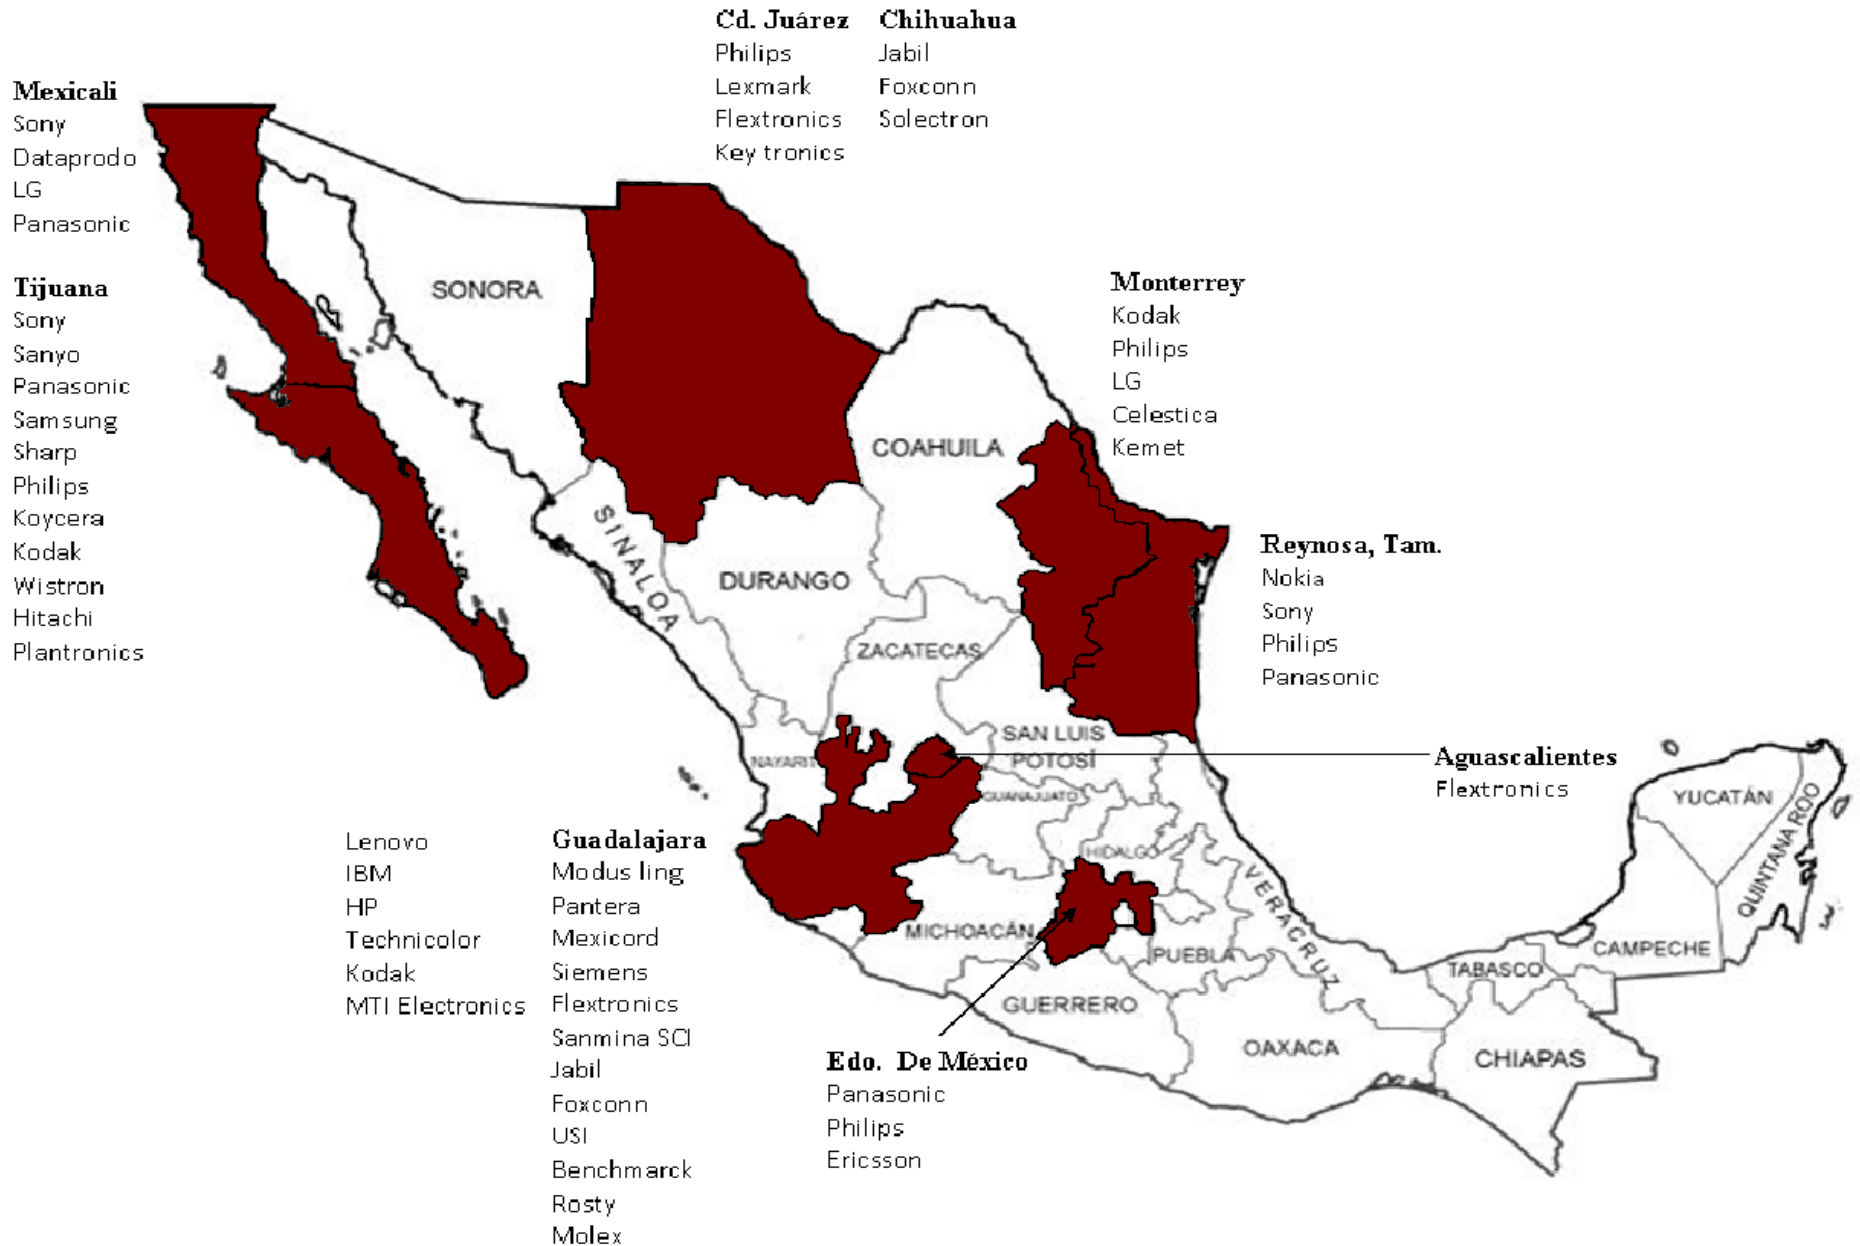 Cd. Juárez
Philips
Lexmark
Flextronics
Key tronics
Chihuahua
Jabil
Foxconn
Solectron
Mexicali
Sony
Dataprodo
LG
Panasonic
Tijuana
Sony
Sanyo
Panasonic
Samsung
Sharp
Philips
Koycera
Kodak
Wistron
Hitachi
Plantronics
Monterrey
Kodak
Philips
LG
Celestica
Kemet
Reynosa, Tam.
Nokia
Sony
Philips
Panasonic
Aguascalientes
Flextronics
Lenovo
IBM
HP
Technicolor
Kodak
MTI Electronics
Guadalajara
Modus ling
Pantera
Mexicord
Siemens
Flextronics
Sanmina SCI
Jabil
Foxconn
USI
Benchmarck
Rosty
Molex
Edo. De México
Panasonic
Philips
Ericsson
SONORA
COAHUILA
SINALOA
DURANGO
ZACATECAS
SAN LUIS
POTOSÍ
NAYARIT
GUANAJUATO
HIDALGO
MICHOACÁN
PUEBLA
VERACRUZ
GUERRERO
OAXACA
TABASCO
CHIAPAS
CAMPECHE
YUCATÁN
QUINTANA ROO